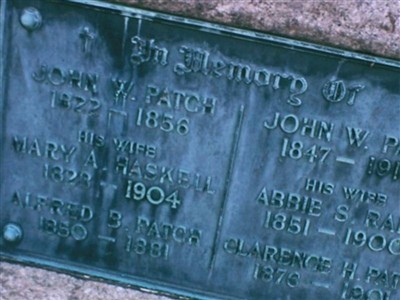 In Memory Of
JOHN W. PATCH
1822 - 1856
HIS WIFE
MARY A. HASKELL
1828 - 1904
ALFRED B. PATCH
1850 - 1881
JOHN W.
1847 -
HIS WIFE
ABBIE S.
1851 -
CLARENCE H.
1876 -